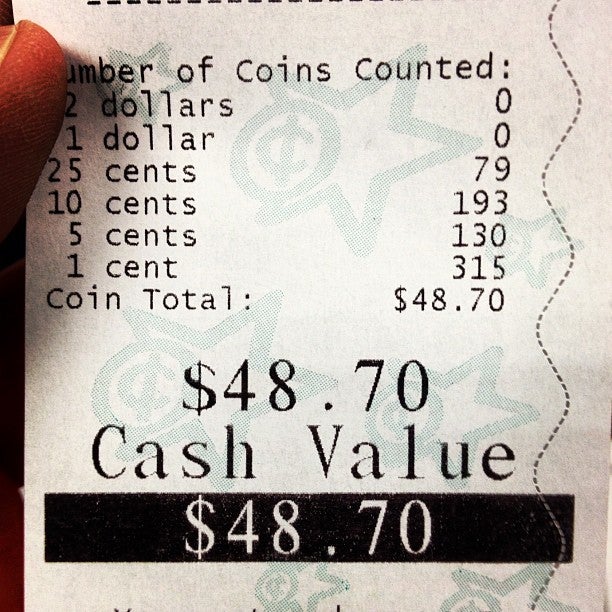 Number of Coins Counted:
2 dollars 0
1 dollar 0
25 cents 79
10 cents 193
5 cents 130
1 cent 315
Coin Total: $48.70
$48.70
Cash Value
$48.70